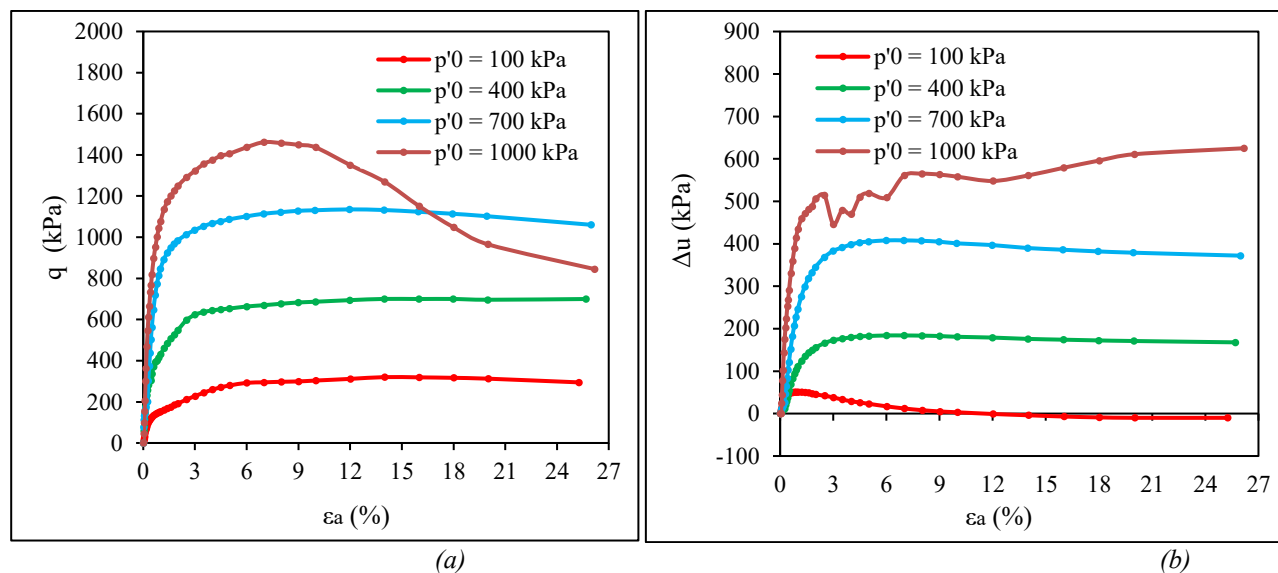 2000
1800
1600
1400
1200
1000
800
600
400
200
0
q (kPa)
p'0 = 100 kPa
p'0 = 400 kPa
p'0 = 700 kPa
p'0 = 1000 kPa
0 3 6 9 12 15 18 21 24 27
εa (%)
(a)
900
800
700
600
500
400
300
200
100
0
-100
Δu (kPa)
p'0 = 100 kPa
p'0 = 400 kPa
p'0 = 700 kPa
p'0 = 1000 kPa
0 3 6 9 12 15 18 21 24 27
εa (%)
(b)